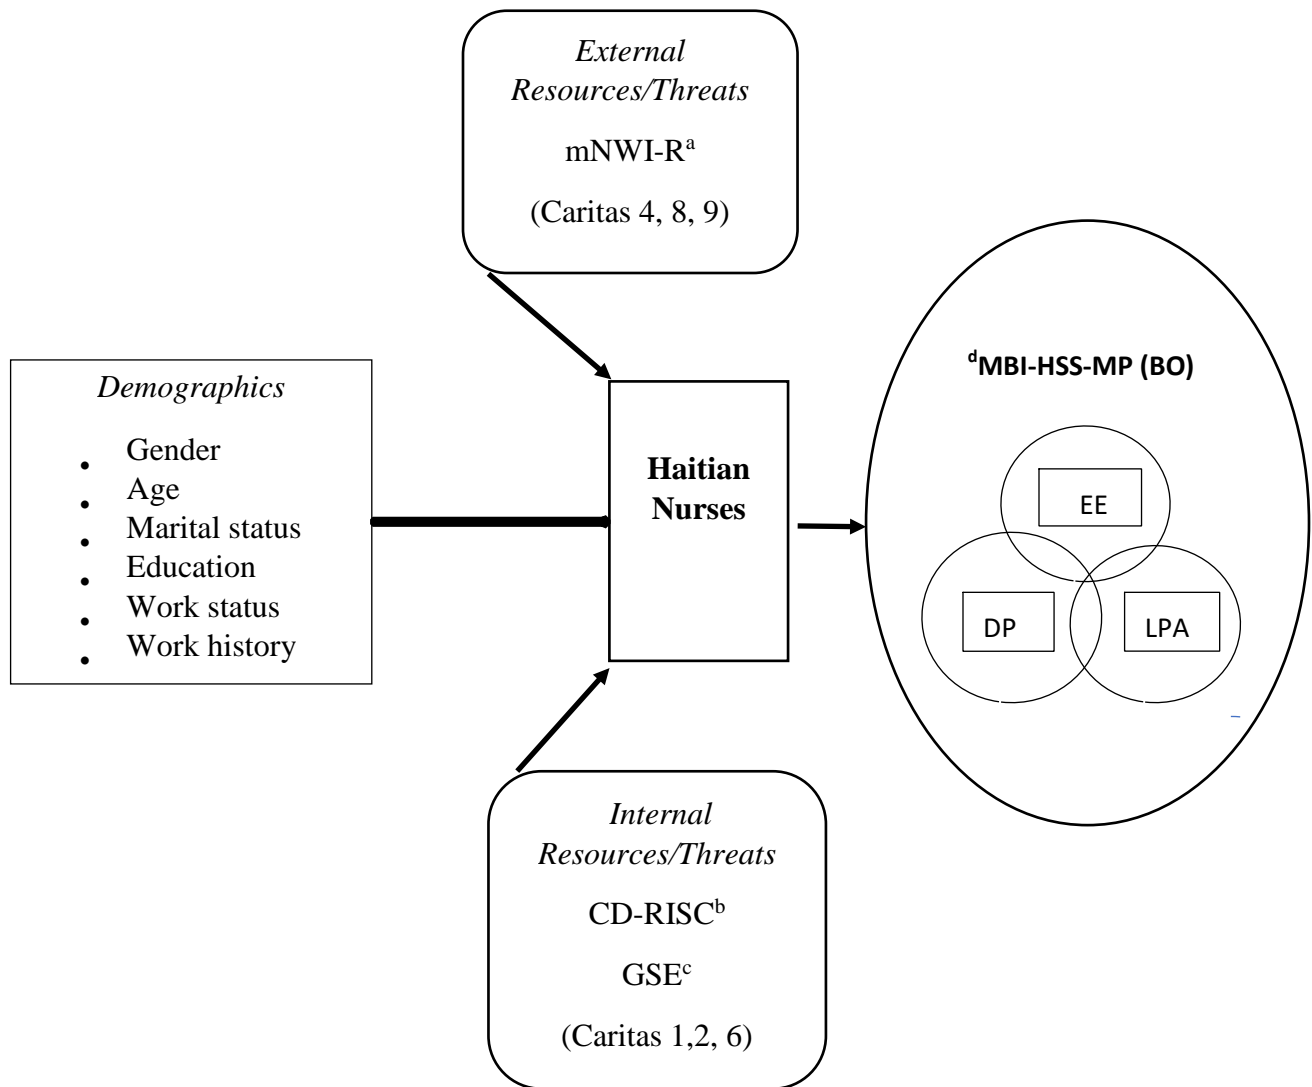 External
Resources/Threats
mNWI-Rᵃ
(Caritas 4, 8, 9)
Demographics
• Gender
• Age
• Marital status
• Education
• Work status
• Work history
Haitian
Nurses
ᵈMBI-HSS-MP (BO)
EE
DP
LPA
Internal
Resources/Threats
CD-RISCᵇ
GSEᶜ
(Caritas 1,2, 6)